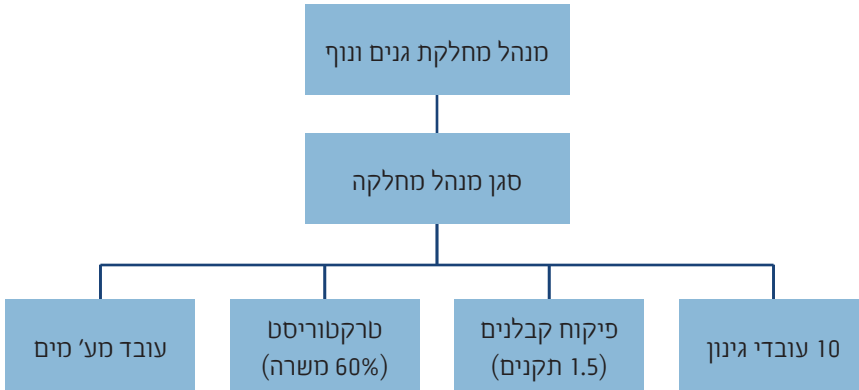 מנהל מחלקת גנים ונוף
סגן מנהל מחלקה
10 עובדי גינון
פיקוח קבלנים
(1.5 תקנים)
טרקטוריסט
(60% משרה)
עובד מע' מים